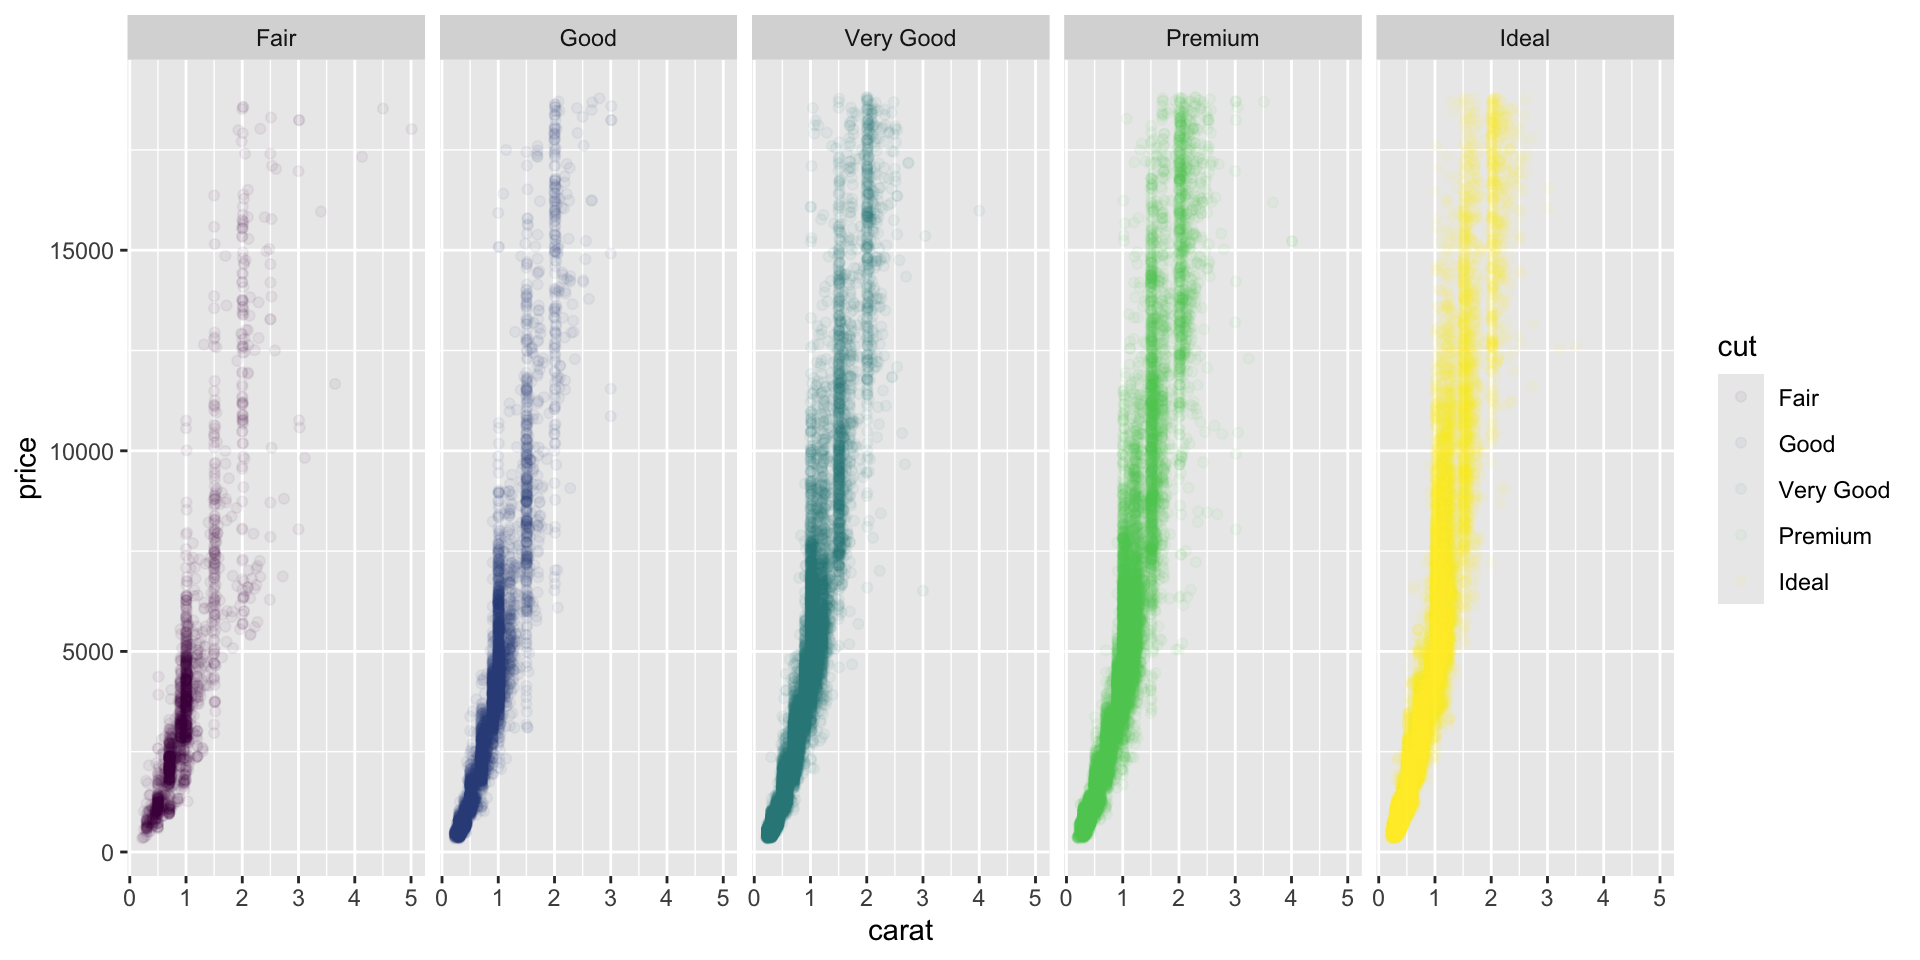 Fair Good Very Good Premium Ideal
15000
10000
5000
0
price
0 1 2 3 4 5 0 1 2 3 4 5 0 1 2 3 4 5 0 1 2 3 4 5 0 1 2 3 4 5
carat
cut
Fair
Good
Very Good
Premium
Ideal